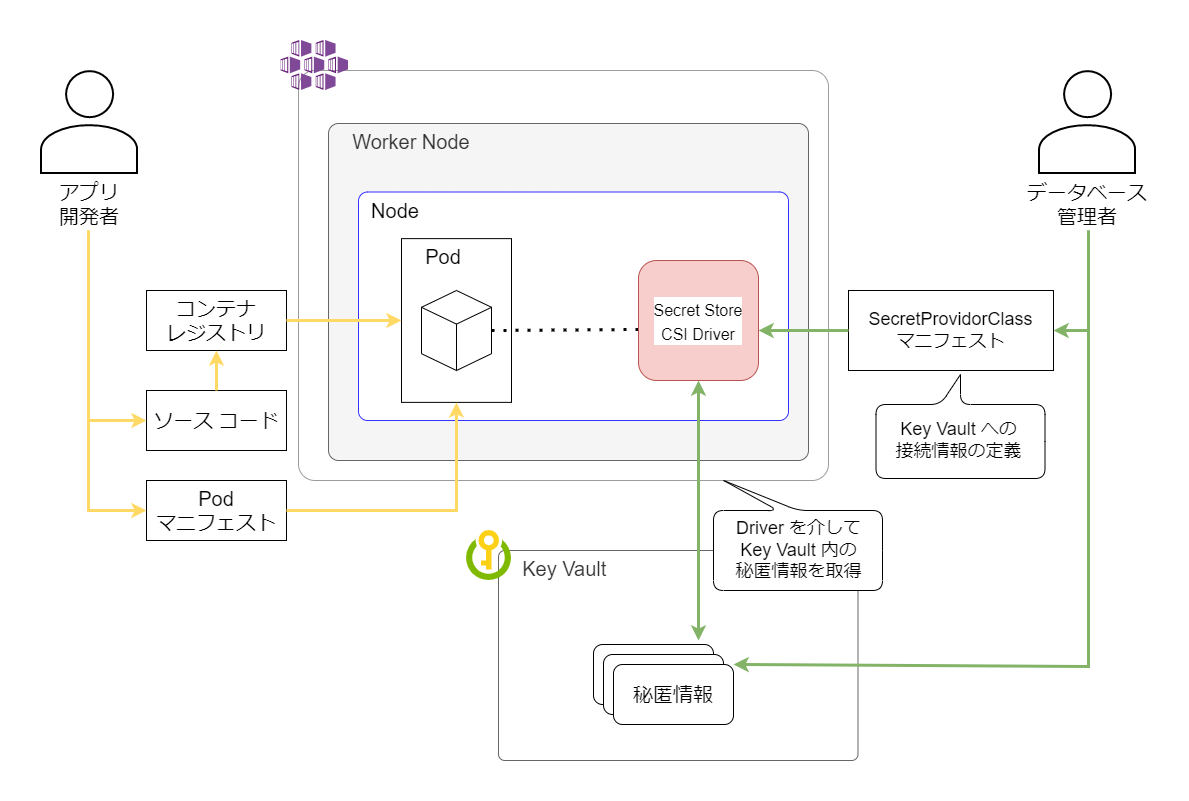 Worker Node
アプリ
開発者
データベース
管理者
Node
Pod
コンテナ
レジストリ
Secret Store
CSI Driver
SecretProvidorClass
マニフェスト
ソース コード
Key Vault への
接続情報の定義
Pod
マニフェスト
Driver を介して
Key Vault 内の
秘匿情報を取得
Key Vault
秘匿情報